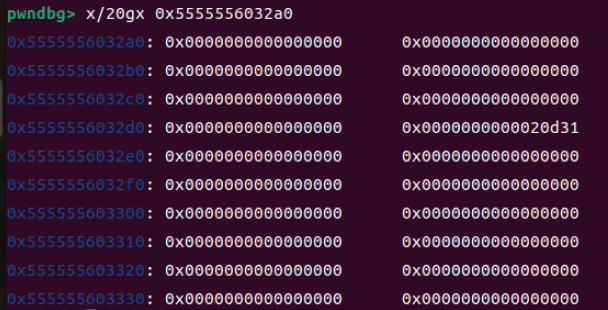 pwndbg> x/20gx 0x5555556032a0
0x5555556032a0: 0x0000000000000000 0x0000000000000000
0x5555556032b0: 0x0000000000000000 0x0000000000000000
0x5555556032c0: 0x0000000000000000 0x0000000000000000
0x5555556032d0: 0x0000000000000000 0x0000000000020d31
0x5555556032e0: 0x0000000000000000 0x0000000000000000
0x5555556032f0: 0x0000000000000000 0x0000000000000000
0x555555603300: 0x0000000000000000 0x0000000000000000
0x555555603310: 0x0000000000000000 0x0000000000000000
0x555555603320: 0x0000000000000000 0x0000000000000000
0x555555603330: 0x0000000000000000 0x0000000000000000